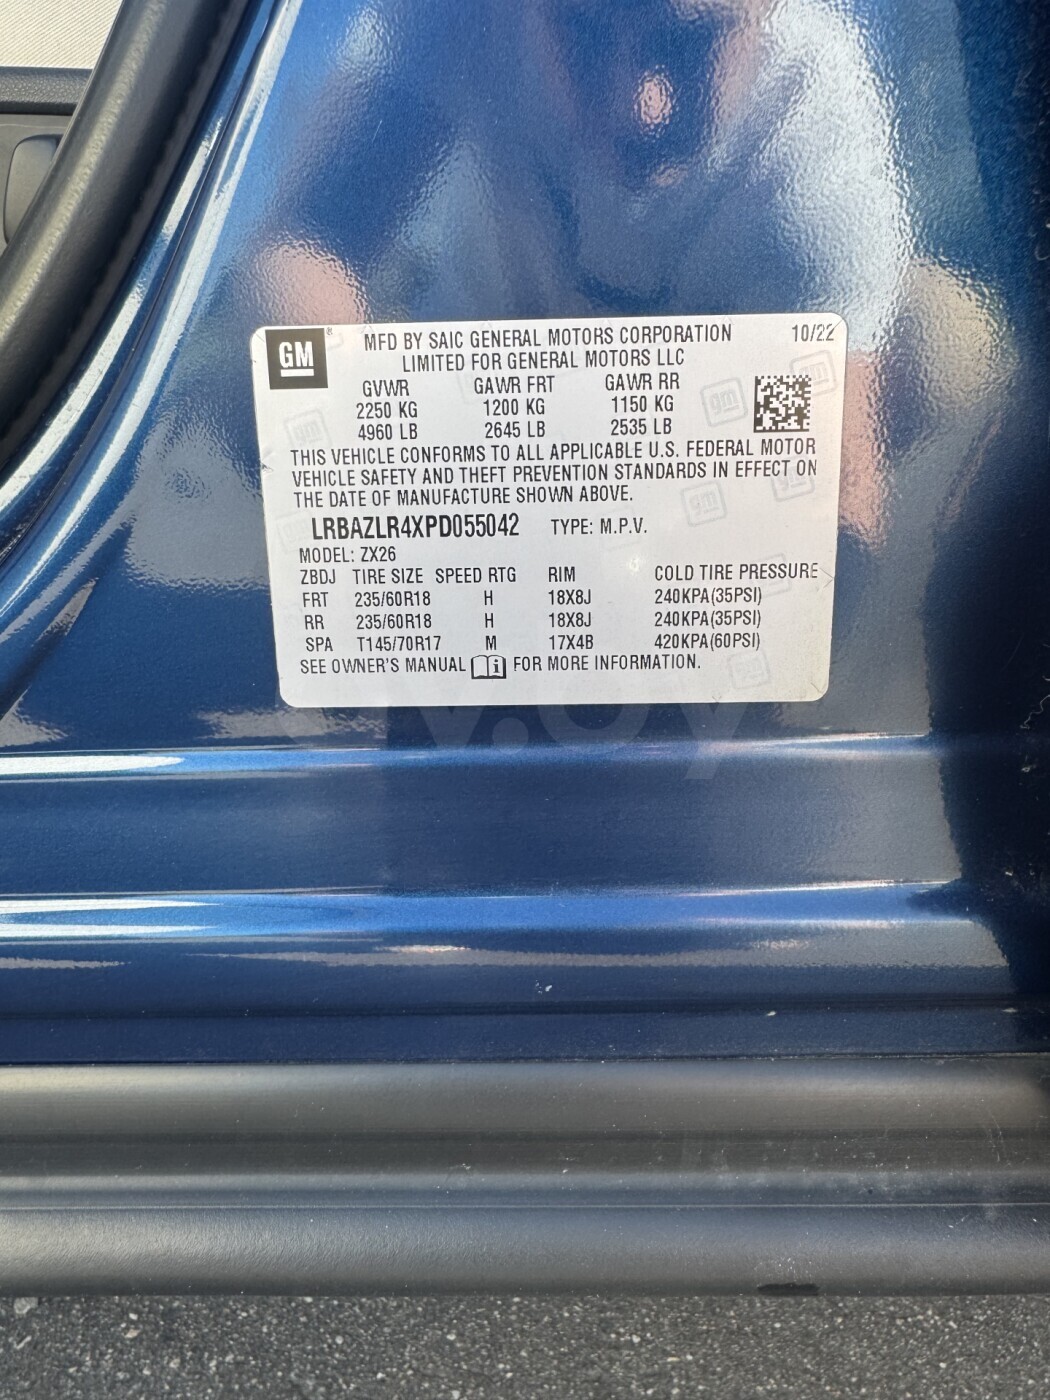 GM ® MFD BY SAIC GENERAL MOTORS CORPORATION 10/22
LIMITED FOR GENERAL MOTORS LLC
GVWR GAWR FRT GAWR RR
2250 KG 1200 KG 1150 KG
4960 LB 2645 LB 2535 LB
THIS VEHICLE CONFORMS TO ALL APPLICABLE U.S. FEDERAL MOTOR
VEHICLE SAFETY AND THEFT PREVENTION STANDARDS IN EFFECT ON
THE DATE OF MANUFACTURE SHOWN ABOVE.
LRBAZLR4XPD055042 TYPE: M.P.V.
MODEL: ZX26
ZBDJ TIRE SIZE SPEED RTG RIM COLD TIRE PRESSURE
FRT 235/60R18 H 18X8J 240KPA(35PSI)
RR 235/60R18 H 18X8J 240KPA(35PSI)
SPA T145/70R17 M 17X4B 420KPA(60PSI)
SEE OWNER'S MANUAL i FOR MORE INFORMATION.